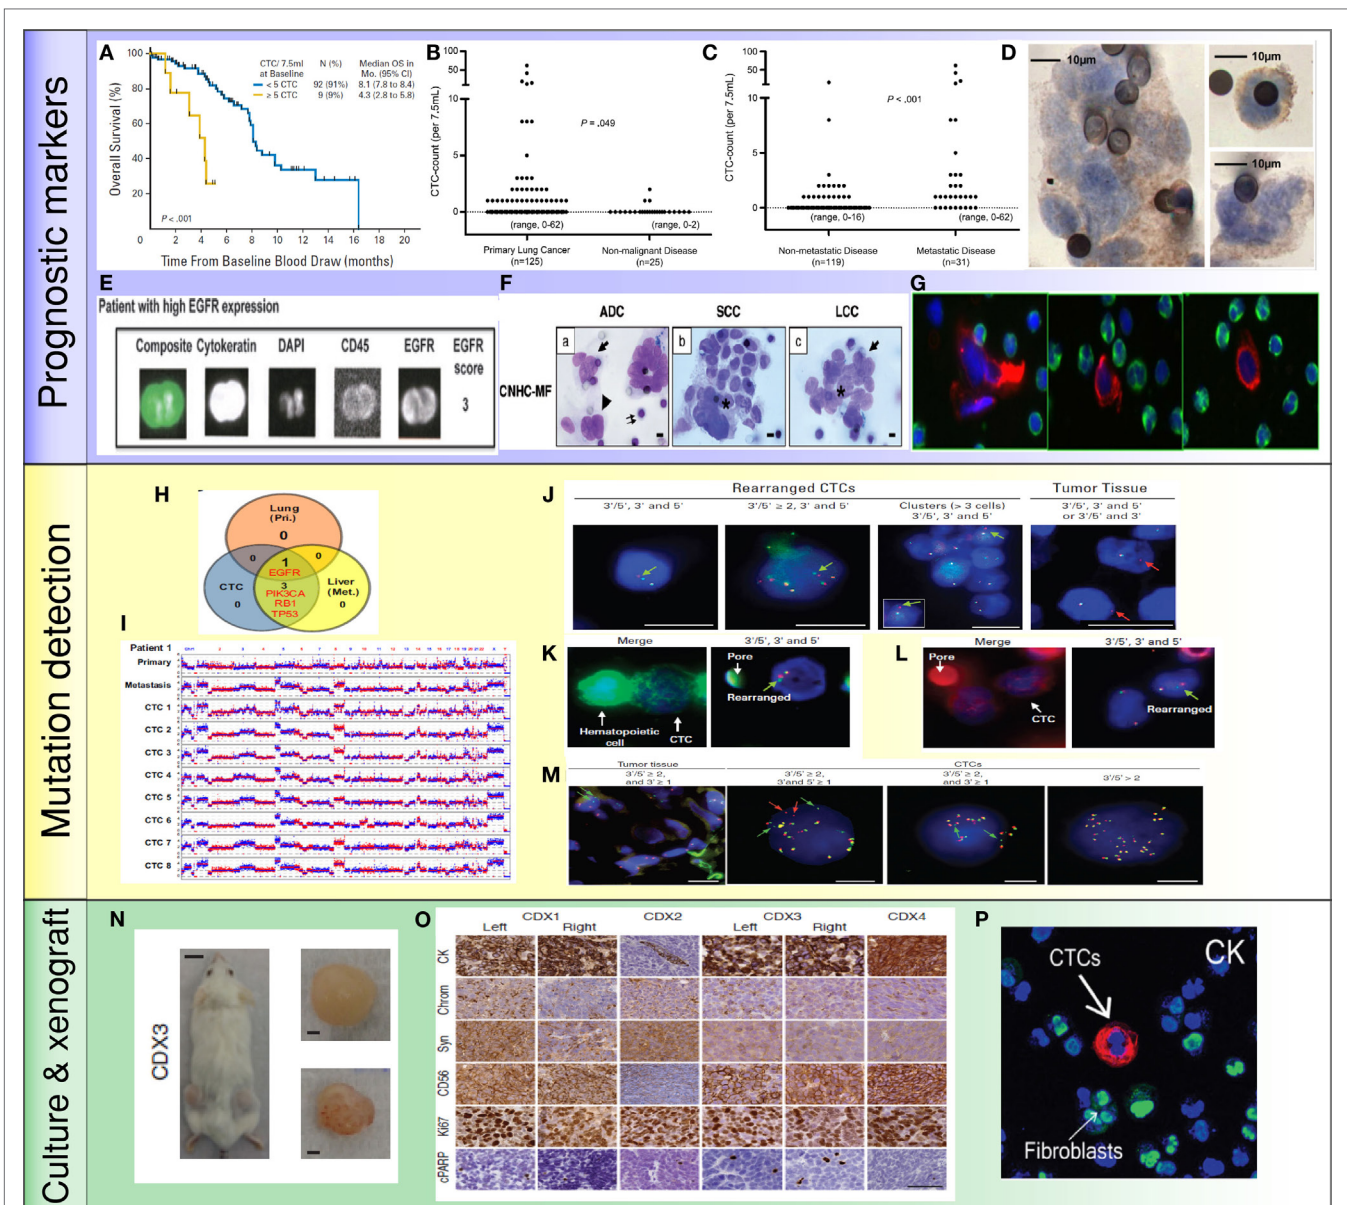 Prognostic markers
A
100
80
60
40
20
Overall Survival (%)
CTC/ 7.5ml N (%) Median OS in
at Baseline Mo. (95% CI)
< 5 CTC 92 (91%) 8.1 (7.8 to 8.4)
≥ 5 CTC 9 (9%) 4.3 (2.8 to 5.8)
P < .001
0 2 4 6 8 10 12 14 16 18 20
Time From Baseline Blood Draw (months)
B
CTC-count (per 7.5mL)
100
50
10
5
0
P = .049
(range, 0-62) (range, 0-2)
Primary Lung Cancer Non-malignant Disease
(n=125) (n=25)
C
CTC-count (per 7.5mL)
100
50
10
5
0
P < .001
(range, 0-16) (range, 0-62)
Non-metastatic Disease Metastatic Disease
(n=119) (n=31)
D
10µm
10µm
10µm
E
Patient with high EGFR expression
Composite Cytokeratin DAPI CD45 EGFR EGFR
score
3
F
ADC SCC LCC
a b c
CNHC-MF
* *
G
Mutation detection
H
Lung
(Pri.)
0
0 0
1
EGFR
CTC 3 Liver
PIK3CA (Met.)
0 RB1 0
TP53
I
Patient 1
Primary
Metastasis
CTC 1
CTC 2
CTC 3
CTC 4
CTC 5
CTC 6
CTC 7
CTC 8
J
Rearranged CTCs Tumor Tissue
3'/5', 3' and 5' 3'/5' ≥ 2, 3' and 5' Clusters (> 3 cells) 3'/5', 3' and 5'
3'/5', 3' and 5' or 3'/5' and 3'
K
Merge 3'/5', 3' and 5'
Pore
Rearranged
Hematopoietic
cell
CTC
L
Merge 3'/5', 3' and 5'
Pore
CTC
Rearranged
M
Tumor tissue CTCs
3'/5' ≥ 2, 3'/5' ≥ 2, 3'/5' ≥ 2, 3'/5' > 2
and 3' ≥ 1 3'and 5' ≥ 1 and 3' ≥ 1
Culture & xenograft
N
CDX3
O
CDX1 CDX2 CDX3 CDX4
Left Right Left Right
CK
Chrom
Syn
CD56
Ki67
cPARP
P
CK
CTCs
Fibroblasts